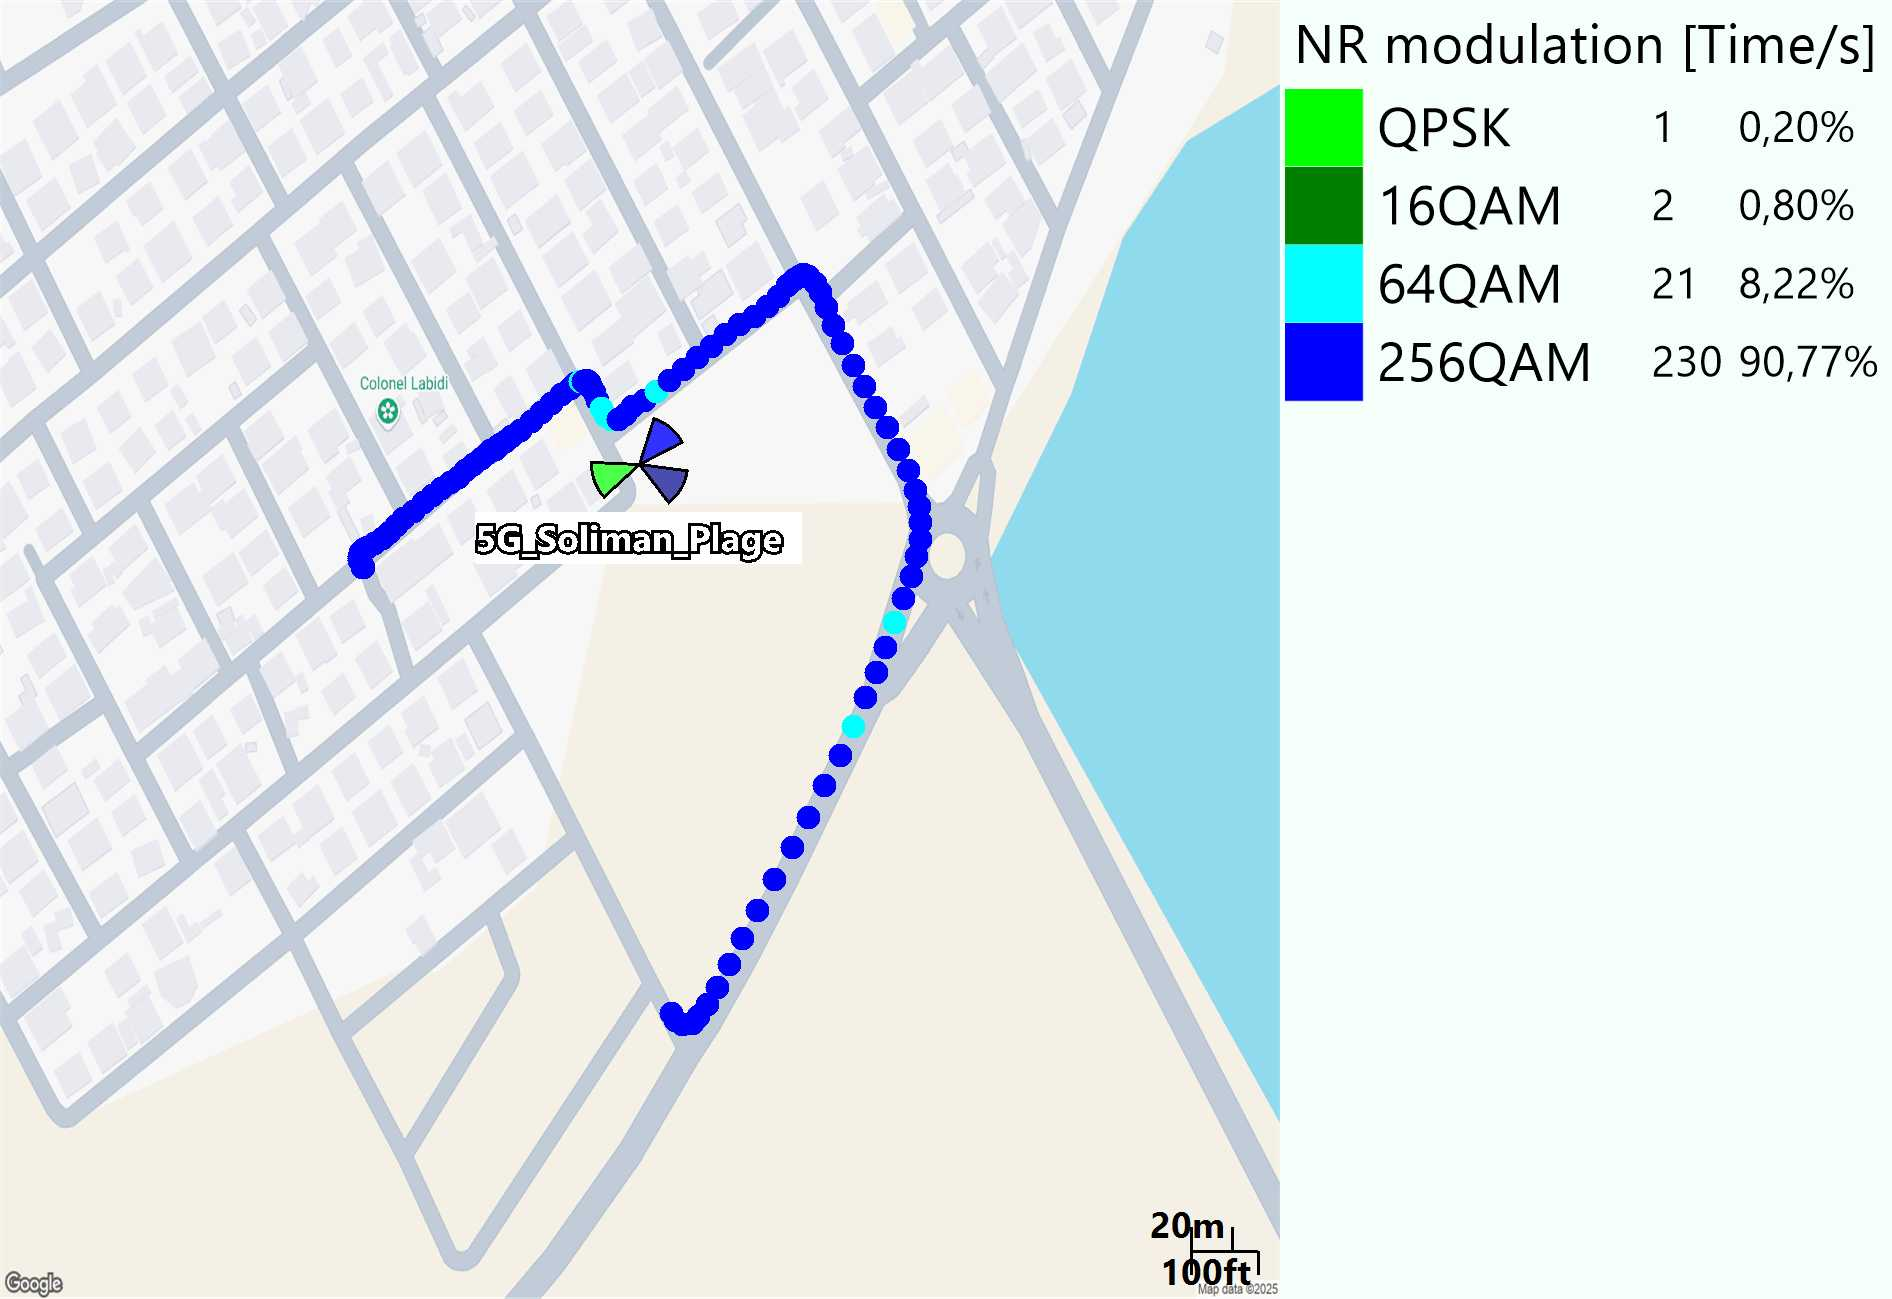 NR modulation [Time/s]
QPSK 1 0,20%
16QAM 2 0,80%
64QAM 21 8,22%
256QAM 230 90,77%
Colonel Labidi
5G_Soliman_Plage
20m
100ft
Google
Map data ©2025